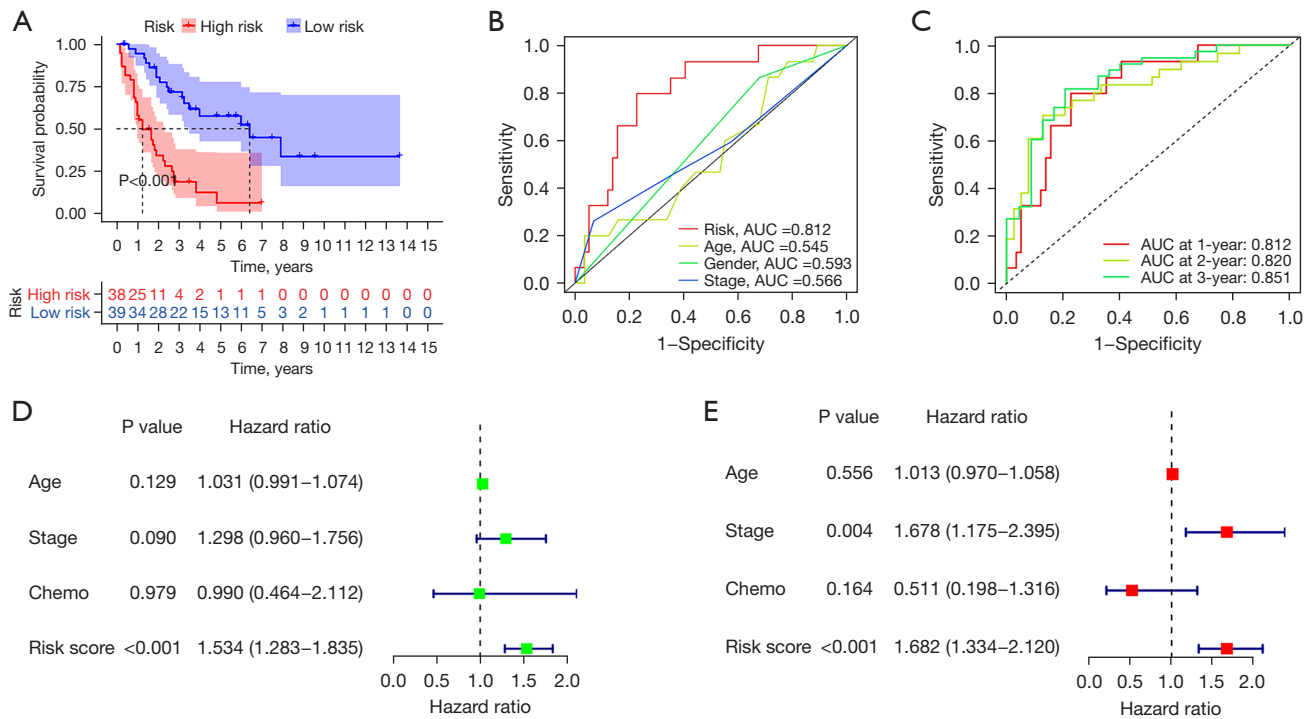 A
Risk High risk Low risk
Survival probability
1.00
0.75
0.50
0.25
0.00
P<0.001
0 1 2 3 4 5 6 7 8 9 10 11 12 13 14 15
Time, years
Risk
High risk 38 25 11 4 2 1 1 1 0 0 0 0 0 0 0 0
Low risk 39 34 28 22 15 13 11 5 3 2 1 1 1 1 0 0
0 1 2 3 4 5 6 7 8 9 10 11 12 13 14 15
Time, years
B
Sensitivity
1.0
0.8
0.6
0.4
0.2
0.0
Risk, AUC =0.812
Age, AUC =0.545
Gender, AUC =0.593
Stage, AUC =0.566
0.0 0.2 0.4 0.6 0.8 1.0
1–Specificity
C
Sensitivity
1.0
0.8
0.6
0.4
0.2
0.0
AUC at 1-year: 0.812
AUC at 2-year: 0.820
AUC at 3-year: 0.851
0.0 0.2 0.4 0.6 0.8 1.0
1–Specificity
D
P value Hazard ratio
Age 0.129 1.031 (0.991–1.074)
Stage 0.090 1.298 (0.960–1.756)
Chemo 0.979 0.990 (0.464–2.112)
Risk score <0.001 1.534 (1.283–1.835)
0.0 0.5 1.0 1.5 2.0
Hazard ratio
E
P value Hazard ratio
Age 0.556 1.013 (0.970–1.058)
Stage 0.004 1.678 (1.175–2.395)
Chemo 0.164 0.511 (0.198–1.316)
Risk score <0.001 1.682 (1.334–2.120)
0.0 0.5 1.0 1.5 2.0
Hazard ratio